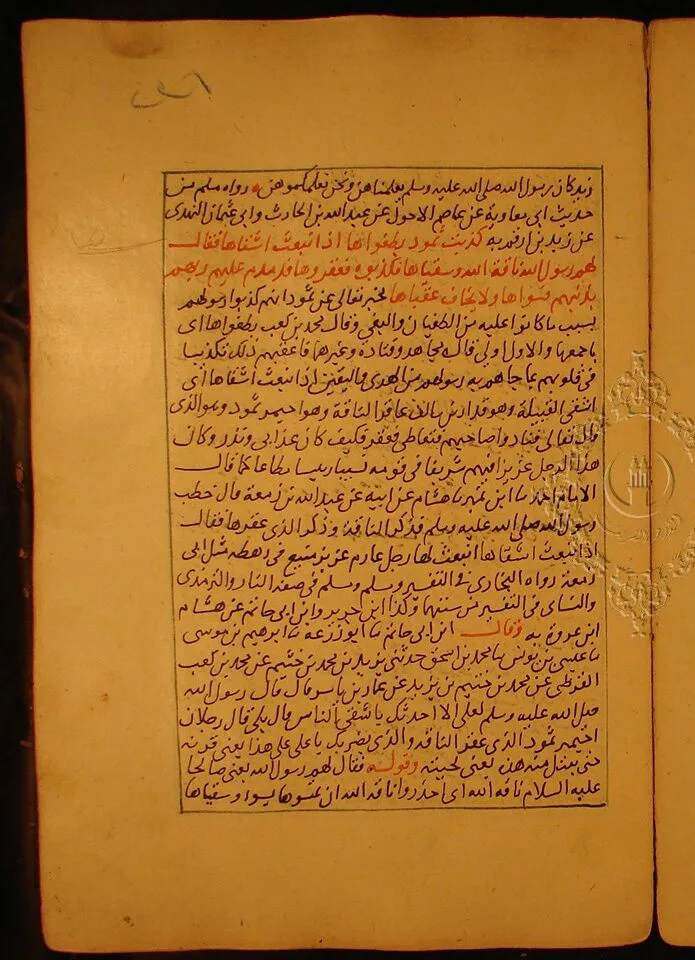 زيد كان رسول الله صلى الله عليه وسلم يعلمناهن ونحن نعلمكموهن رواه مسلم من
حديث ابي معاوية عن عاصم الاحول عن عبد الله بن الحارث وابي عثمان النهدي
عن زيد بن ارقم به كذبت ثمود بطغواها اذ انبعث اشقاها فقال
لهم رسول الله ناقة الله وسقياها فكذبوه فعقروها فدمدم عليهم ربهم
بذنبهم فسواها ولا يخاف عقباها يخبر تعالى عن ثمود انهم كذبوا رسولهم
بسبب ما كانوا عليه من الطغيان والبغي وقال محمد بن كعب بطغواها اي
باجمعها والاول اولى قاله مجاهد وقتادة وغيرها فاعقبهم ذلك تكذيبا
في قلوبهم بما جاهم به رسولهم من الهدى واليقين اذ انبعث اشقاها اي
اشقى القبيلة وهو قدار بن سالف عاقر الناقة وهو احيمر ثمود وهو الذي
قال تعالى فنادوا صاحبهم فتعاطى فعقر فكيف كان عذابي ونذر وكان
هذا الرجل عزيزا فيهم شريفا في قومه نسيبا رييسا مطاعا كما قال
الامام احمد نا ابن نمير نا هشام عن ابيه عن عبد الله بن زمعة قال خطب
رسول الله صلى الله عليه وسلم فذكر الناقة وذكر الذي عقرها فقال
اذ انبعث اشقاها انبعث لها رجل عارم عزيز منيع في رهطه مثل ابي
زمعة رواه البخاري في التفسير ومسلم في صفة النار والترمذي
والنساي في التفسير من سننهما وكذا ابن جرير وابن ابي حاتم عن هشام
ابن عروة به وقال ابن ابي حاتم نا ابو زرعة نا ابرهيم بن موسى
نا عيسى بن يونس نا محمد بن اسحق حدثني يزيد بن محمد بن خثيم عن محمد بن كعب
القرظي عن محمد بن خثيم بن يزيد عن عمار بن ياسر قال قال رسول الله
صلى الله عليه وسلم لعلي الا احدثك باشقى الناس قال بلى قال رجلان
احيمر ثمود الذي عقر الناقة والذي يضربك يا علي على هذا يعني قرنه
حتى يبتل منه هذه يعني لحيته وقوله فقال لهم رسول الله يعني صالحا
عليه السلام ناقة الله اي احذروا ناقة الله ان تمسوها بسوء وسقياها